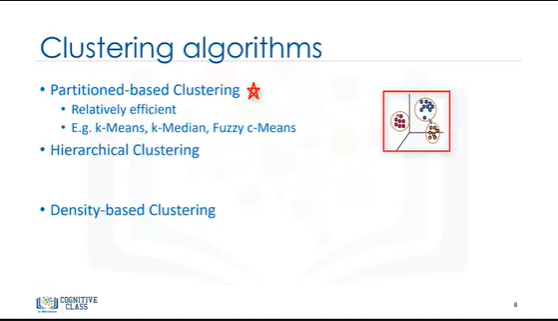 Clustering algorithms
• Partitioned-based Clustering
• Relatively efficient
• E.g. k-Means, k-Median, Fuzzy c-Means
• Hierarchical Clustering
• Density-based Clustering
COGNITIVE
CLASS
8